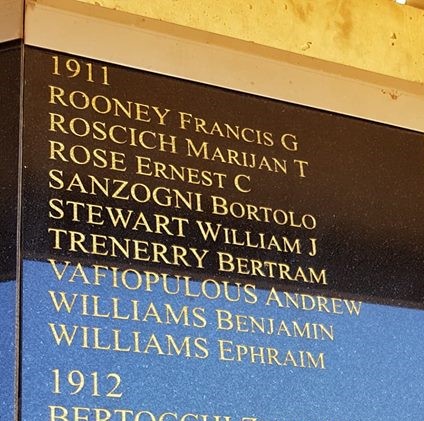 1911
ROONEY FRANCIS G
ROSCICH MARIJAN T
ROSE ERNEST C
SANZOGNI BORTOLO
STEWART WILLIAM J
TRENERRY BERTRAM
VAFIOPULOUS ANDREW
WILLIAMS BENJAMIN
WILLIAMS EPHRAIM
1912